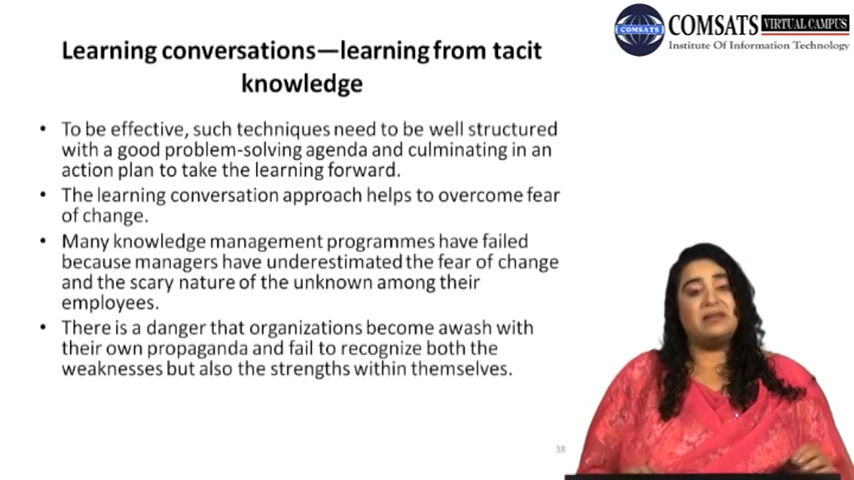 COMSATS VIRTUAL CAMPUS
COMSATS
Institute Of Information Technology
Learning conversations—learning from tacit
knowledge
• To be effective, such techniques need to be well structured
with a good problem-solving agenda and culminating in an
action plan to take the learning forward.
• The learning conversation approach helps to overcome fear
of change.
• Many knowledge management programmes have failed
because managers have underestimated the fear of change
and the scary nature of the unknown among their
employees.
• There is a danger that organizations become awash with
their own propaganda and fail to recognize both the
weaknesses but also the strengths within themselves.
38